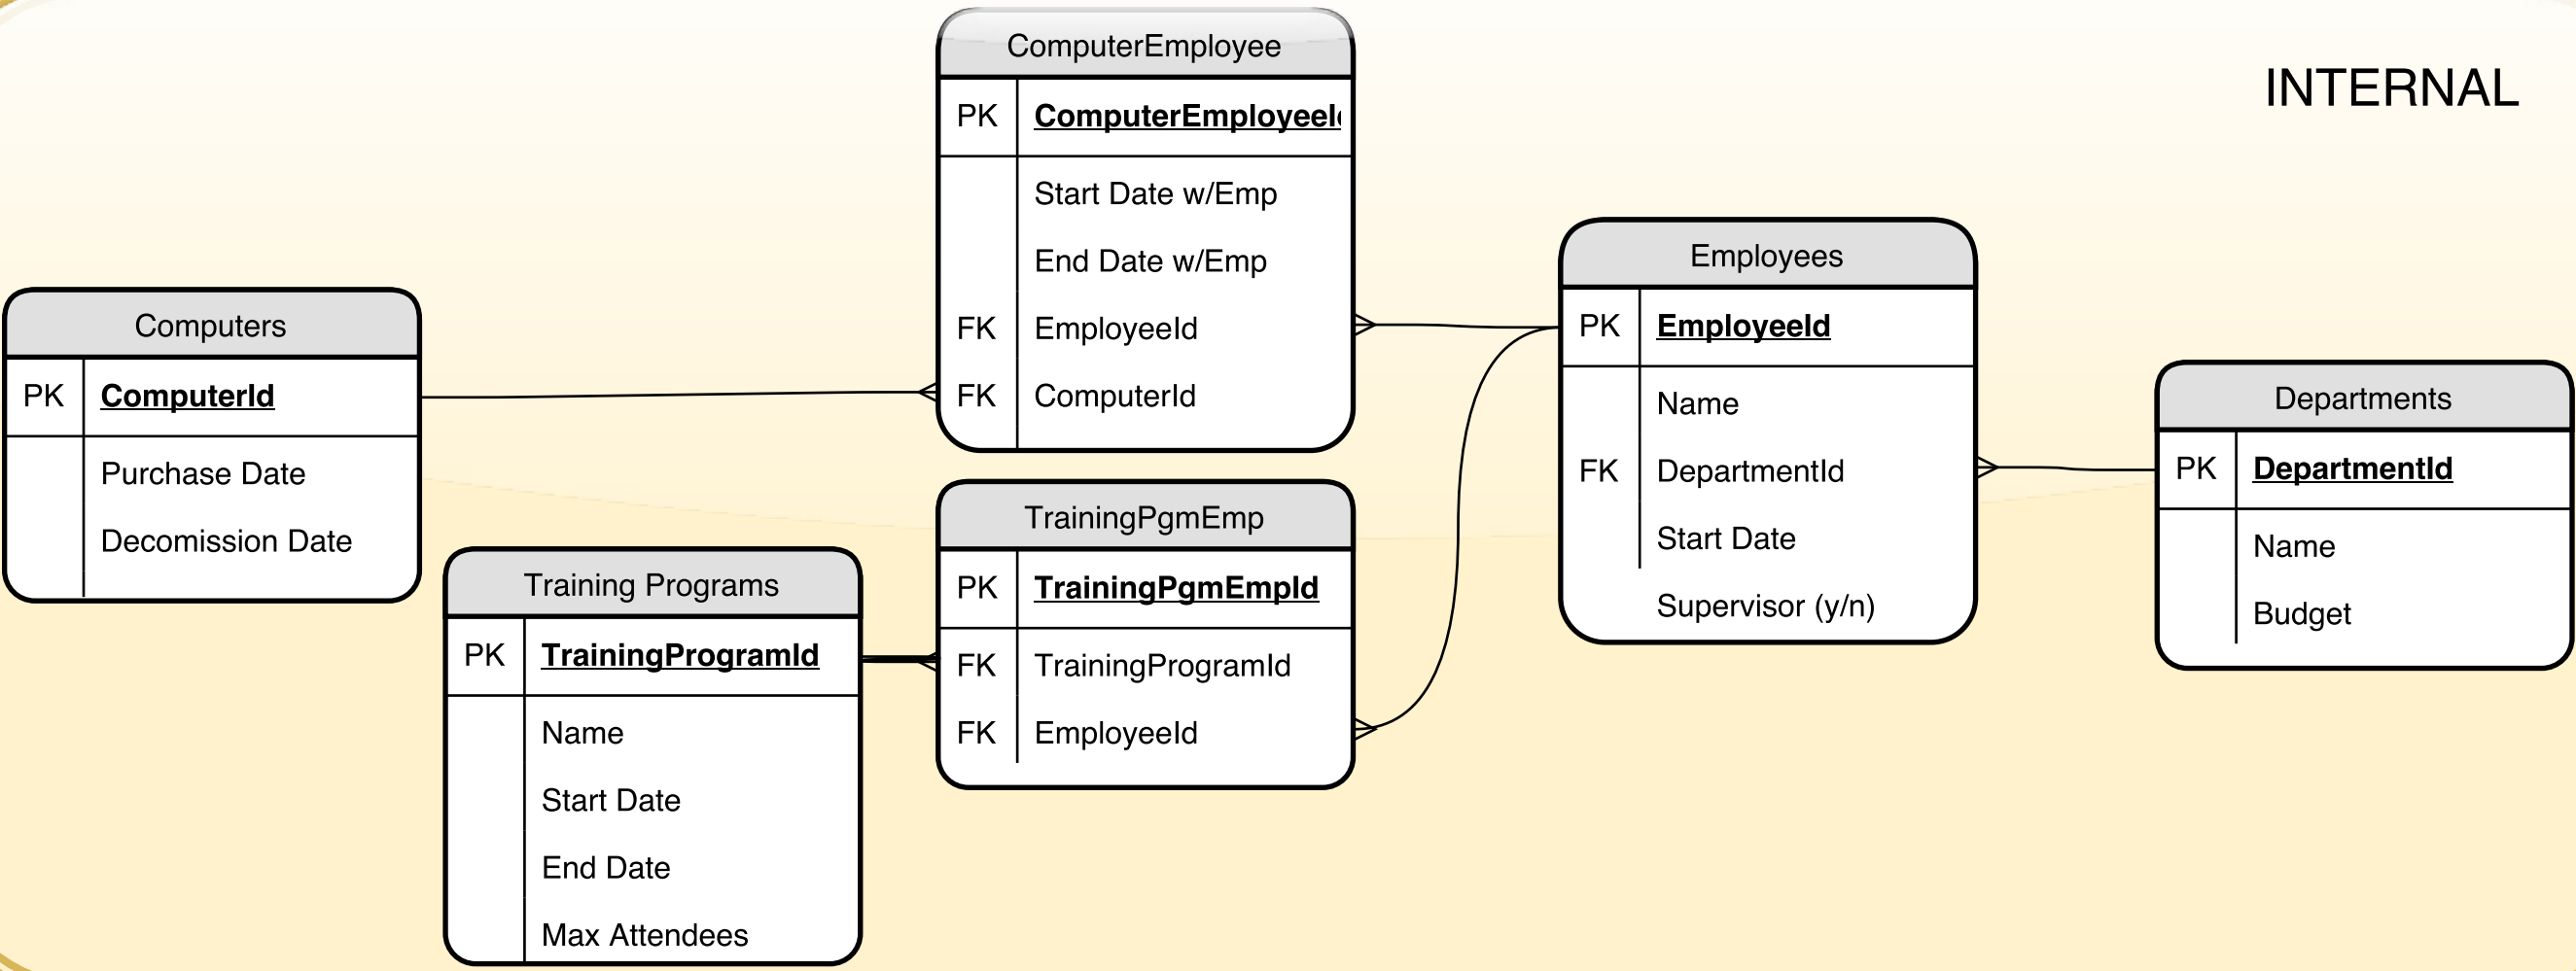 INTERNAL
ComputerEmployee
PK ComputerEmployeeId
Start Date w/Emp
End Date w/Emp
FK EmployeeId
FK ComputerId
Computers
PK ComputerId
Purchase Date
Decomission Date
Training Programs
PK TrainingProgramId
Name
Start Date
End Date
Max Attendees
TrainingPgmEmp
PK TrainingPgmEmpId
FK TrainingProgramId
FK EmployeeId
Employees
PK EmployeeId
Name
FK DepartmentId
Start Date
Supervisor (y/n)
Departments
PK DepartmentId
Name
Budget